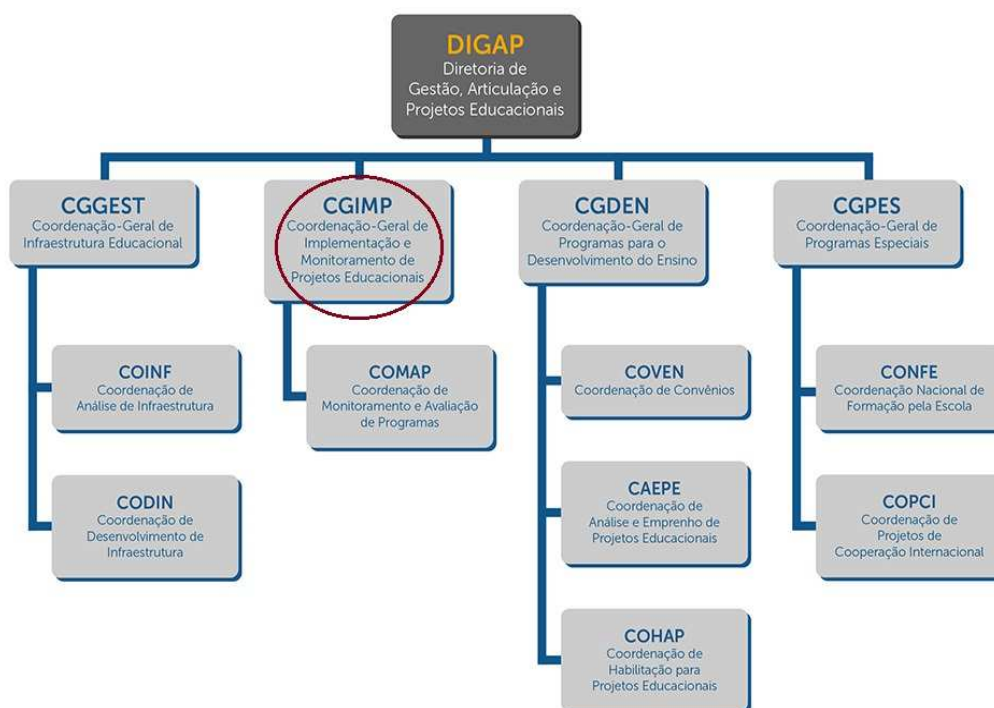 DIGAP
Diretoria de
Gestão, Articulação e
Projetos Educacionais
CGGEST
Coordenação-Geral de
Infraestrutura Educacional
CGIMP
Coordenação-Geral de
Implementação e
Monitoramento de
Projetos Educacionais
CGDEN
Coordenação-Geral de
Programas para o
Desenvolvimento do Ensino
CGPES
Coordenação-Geral de
Programas Especiais
COINF
Coordenação de
Análise de Infraestrutura
COMAP
Coordenação de
Monitoramento e Avaliação
de Programas
COVEN
Coordenação de Convênios
CONFE
Coordenação Nacional de
Formação pela Escola
CODIN
Coordenação de
Desenvolvimento de
Infraestrutura
CAEPE
Coordenação de
Análise e Emprenho de
Projetos Educacionais
COPCI
Coordenação de
Projetos de
Cooperação Internacional
COHAP
Coordenação de
Habilitação para
Projetos Educacionais